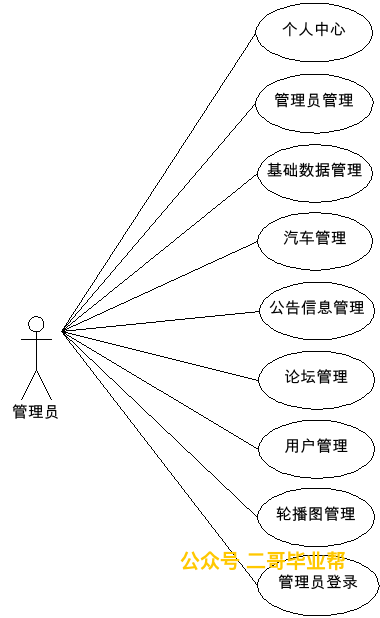 个人中心
管理员管理
基础数据管理
汽车管理
公告信息管理
论坛管理
管理员
用户管理
轮播图管理
公众号 二哥毕业帮
管理员登录